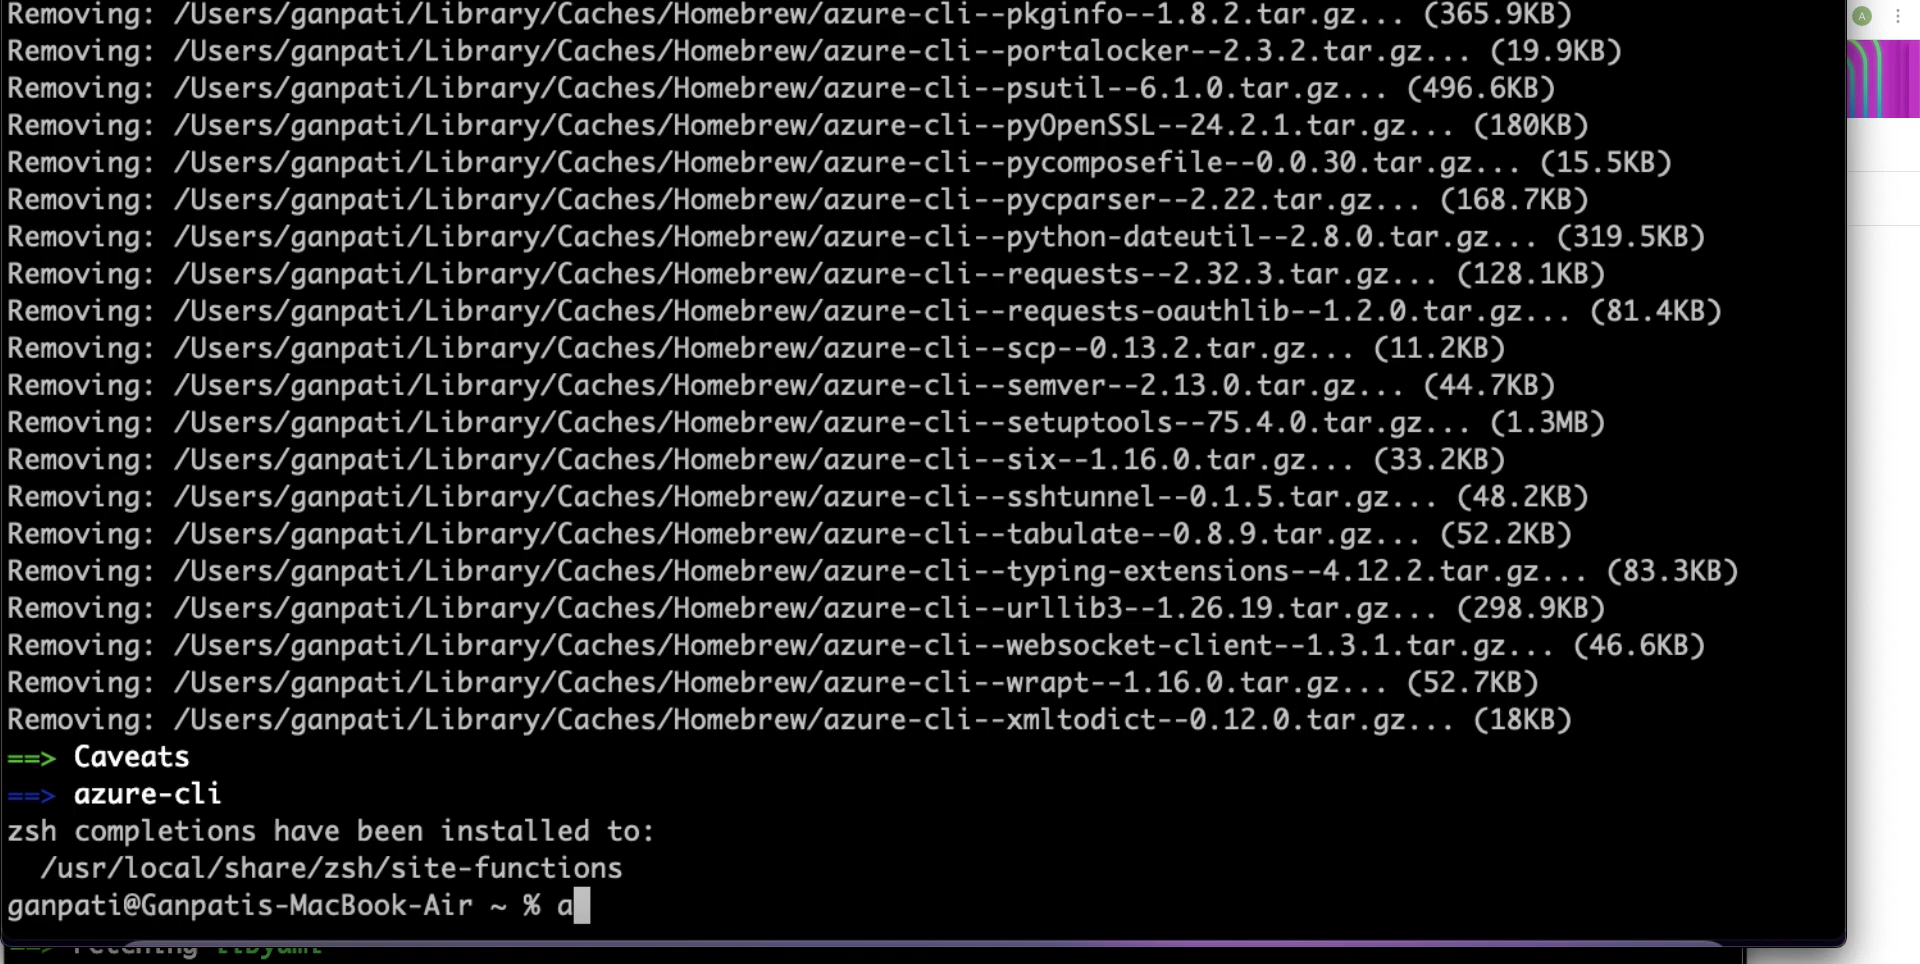 Removing: /Users/ganpati/Library/Caches/Homebrew/azure-cli--pkginfo--1.8.2.tar.gz... (365.9KB)
Removing: /Users/ganpati/Library/Caches/Homebrew/azure-cli--portalocker--2.3.2.tar.gz... (19.9KB)
Removing: /Users/ganpati/Library/Caches/Homebrew/azure-cli--psutil--6.1.0.tar.gz... (496.6KB)
Removing: /Users/ganpati/Library/Caches/Homebrew/azure-cli--pyOpenSSL--24.2.1.tar.gz... (180KB)
Removing: /Users/ganpati/Library/Caches/Homebrew/azure-cli--pycomposefile--0.0.30.tar.gz... (15.5KB)
Removing: /Users/ganpati/Library/Caches/Homebrew/azure-cli--pycparser--2.22.tar.gz... (168.7KB)
Removing: /Users/ganpati/Library/Caches/Homebrew/azure-cli--python-dateutil--2.8.0.tar.gz... (319.5KB)
Removing: /Users/ganpati/Library/Caches/Homebrew/azure-cli--requests--2.32.3.tar.gz... (128.1KB)
Removing: /Users/ganpati/Library/Caches/Homebrew/azure-cli--requests-oauthlib--1.2.0.tar.gz... (81.4KB)
Removing: /Users/ganpati/Library/Caches/Homebrew/azure-cli--scp--0.13.2.tar.gz... (11.2KB)
Removing: /Users/ganpati/Library/Caches/Homebrew/azure-cli--semver--2.13.0.tar.gz... (44.7KB)
Removing: /Users/ganpati/Library/Caches/Homebrew/azure-cli--setuptools--75.4.0.tar.gz... (1.3MB)
Removing: /Users/ganpati/Library/Caches/Homebrew/azure-cli--six--1.16.0.tar.gz... (33.2KB)
Removing: /Users/ganpati/Library/Caches/Homebrew/azure-cli--sshtunnel--0.1.5.tar.gz... (48.2KB)
Removing: /Users/ganpati/Library/Caches/Homebrew/azure-cli--tabulate--0.8.9.tar.gz... (52.2KB)
Removing: /Users/ganpati/Library/Caches/Homebrew/azure-cli--typing-extensions--4.12.2.tar.gz... (83.3KB)
Removing: /Users/ganpati/Library/Caches/Homebrew/azure-cli--urllib3--1.26.19.tar.gz... (298.9KB)
Removing: /Users/ganpati/Library/Caches/Homebrew/azure-cli--websocket-client--1.3.1.tar.gz... (46.6KB)
Removing: /Users/ganpati/Library/Caches/Homebrew/azure-cli--wrapt--1.16.0.tar.gz... (52.7KB)
Removing: /Users/ganpati/Library/Caches/Homebrew/azure-cli--xmltodict--0.12.0.tar.gz... (18KB)
==> Caveats
==> azure-cli
zsh completions have been installed to:
  /usr/local/share/zsh/site-functions
ganpati@Ganpatis-MacBook-Air ~ % a
==> Fetching libyaml
A